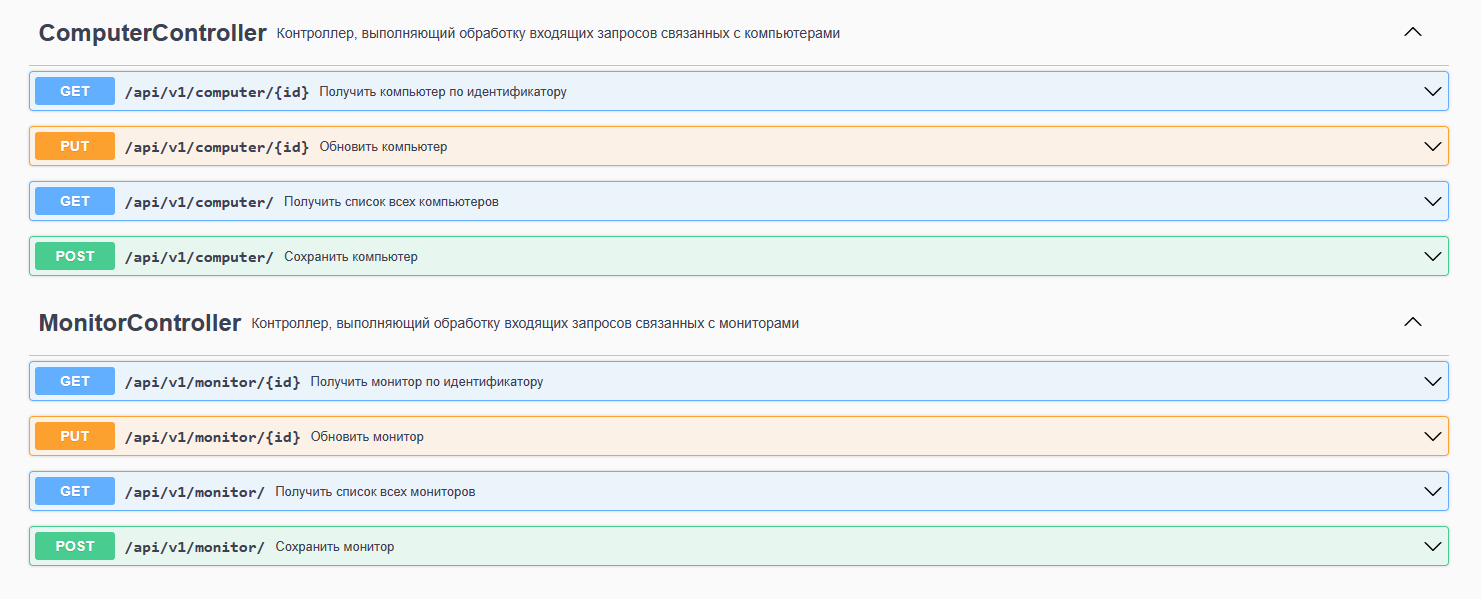 ComputerController Контроллер, выполняющий обработку входящих запросов связанных с компьютерами
GET /api/v1/computer/{id} Получить компьютер по идентификатору
PUT /api/v1/computer/{id} Обновить компьютер
GET /api/v1/computer/ Получить список всех компьютеров
POST /api/v1/computer/ Сохранить компьютер
MonitorController Контроллер, выполняющий обработку входящих запросов связанных с мониторами
GET /api/v1/monitor/{id} Получить монитор по идентификатору
PUT /api/v1/monitor/{id} Обновить монитор
GET /api/v1/monitor/ Получить список всех мониторов
POST /api/v1/monitor/ Сохранить монитор